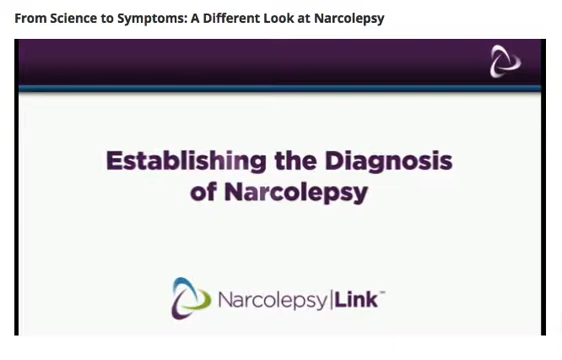 From Science to Symptoms: A Different Look at Narcolepsy
Establishing the Diagnosis
of Narcolepsy
Narcolepsy|Link™